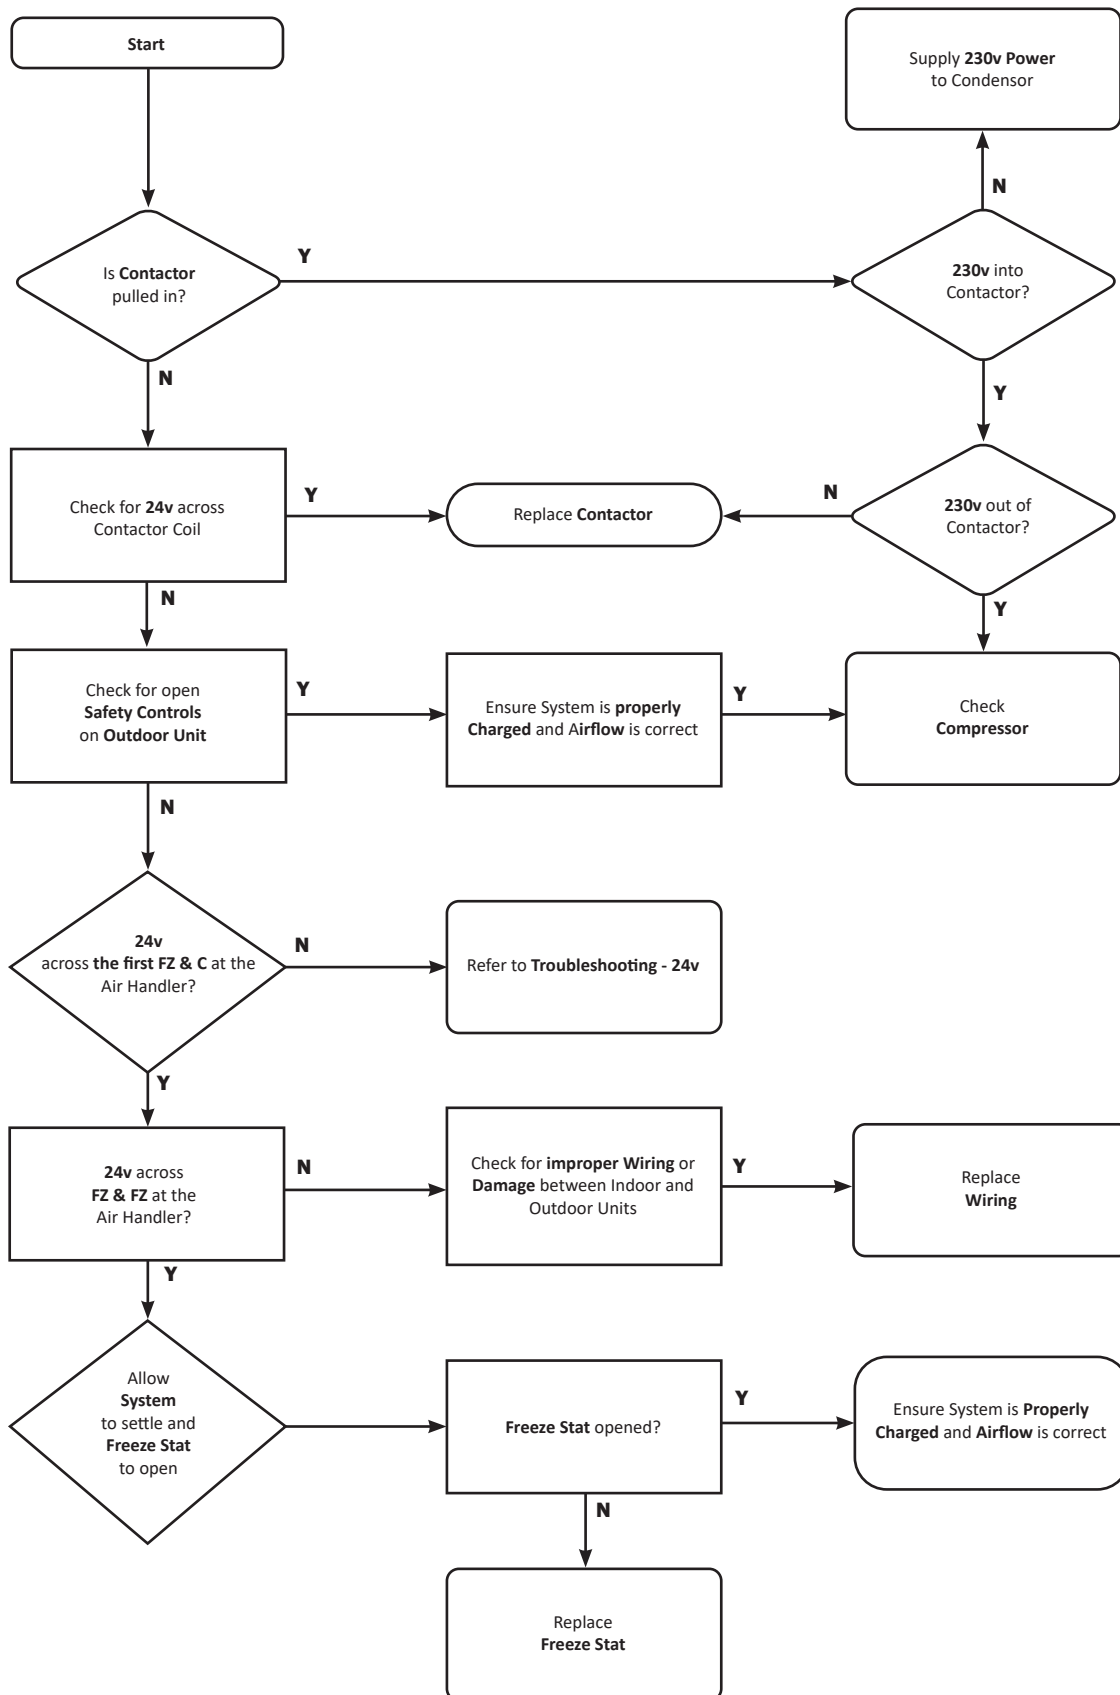 Start
Supply 230v Power
to Condensor
N
Is Contactor
pulled in?
Y
230v into
Contactor?
N
Y
Check for 24v across
Contactor Coil
Y
Replace Contactor
N
230v out of
Contactor?
N
Y
Check for open
Safety Controls
on Outdoor Unit
Y
Ensure System is properly
Charged and Airflow is correct
Y
Check
Compressor
N
24v
across the first FZ & C at the
Air Handler?
N
Refer to Troubleshooting - 24v
Y
24v across
FZ & FZ at the
Air Handler?
N
Check for improper Wiring or
Damage between Indoor and
Outdoor Units
Y
Replace
Wiring
Y
Allow
System
to settle and
Freeze Stat
to open
Freeze Stat opened?
Y
Ensure System is Properly
Charged and Airflow is correct
N
Replace
Freeze Stat